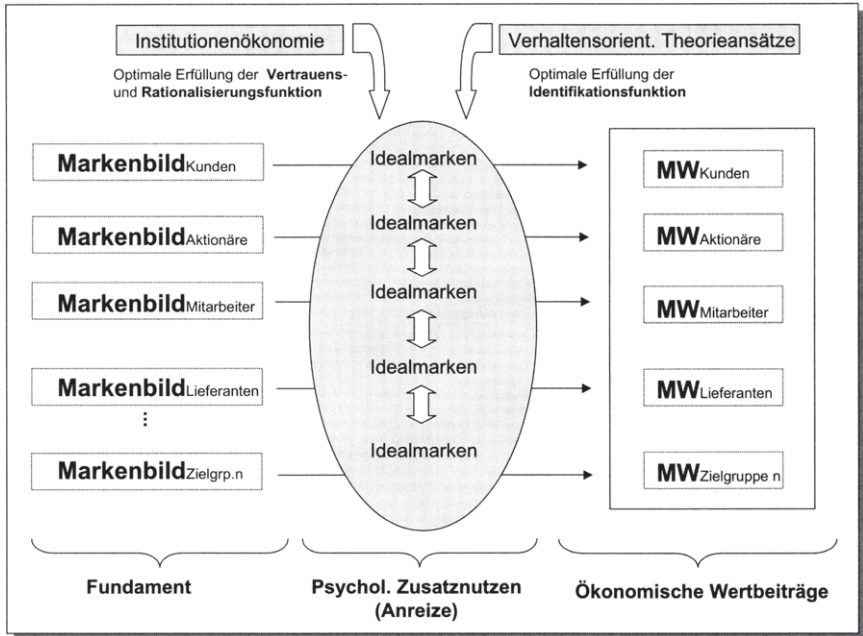 Institutionenökonomie
Verhaltensorient. Theorieansätze
Optimale Erfüllung der Vertrauens-
und Rationalisierungsfunktion
Optimale Erfüllung der
Identifikationsfunktion
MarkenbildKunden
Idealmarken
MWKunden
MarkenbildAktionäre
Idealmarken
MWAktionäre
MarkenbildMitarbeiter
Idealmarken
MWMitarbeiter
MarkenbildLieferanten
Idealmarken
MWLieferanten
⋮
MarkenbildZielgrp.n
Idealmarken
MWZielgruppe n
Fundament
Psychol. Zusatznutzen
(Anreize)
Ökonomische Wertbeiträge